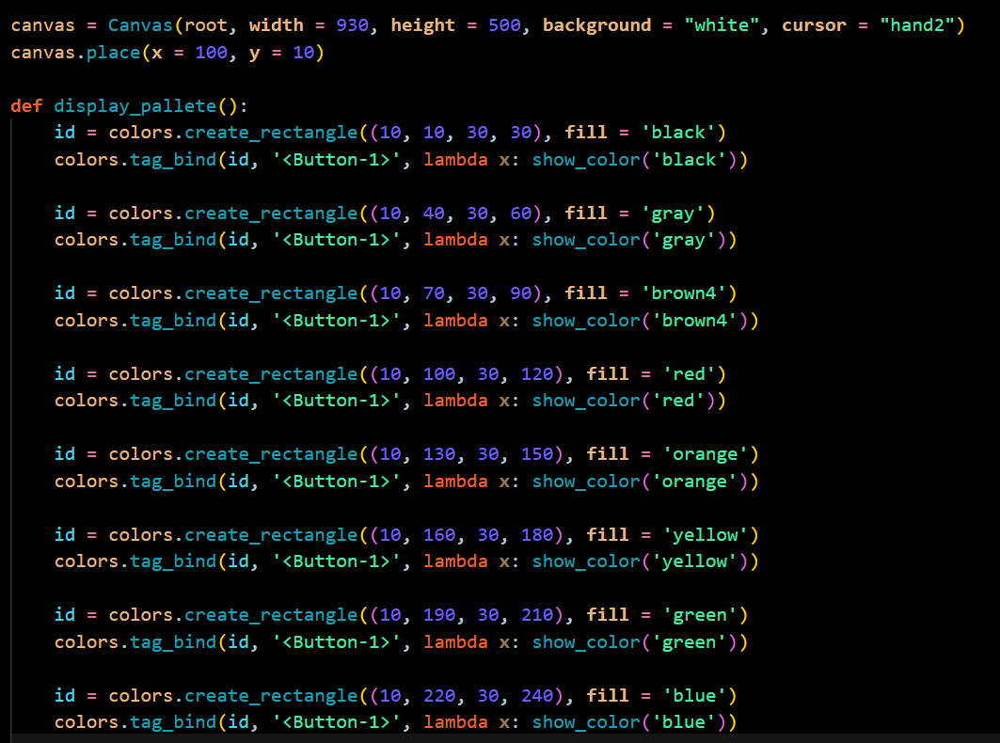 canvas = Canvas(root, width = 930, height = 500, background = "white", cursor = "hand2")
canvas.place(x = 100, y = 10)

def display_pallete():
    id = colors.create_rectangle((10, 10, 30, 30), fill = 'black')
    colors.tag_bind(id, '<Button-1>', lambda x: show_color('black'))

    id = colors.create_rectangle((10, 40, 30, 60), fill = 'gray')
    colors.tag_bind(id, '<Button-1>', lambda x: show_color('gray'))

    id = colors.create_rectangle((10, 70, 30, 90), fill = 'brown4')
    colors.tag_bind(id, '<Button-1>', lambda x: show_color('brown4'))

    id = colors.create_rectangle((10, 100, 30, 120), fill = 'red')
    colors.tag_bind(id, '<Button-1>', lambda x: show_color('red'))

    id = colors.create_rectangle((10, 130, 30, 150), fill = 'orange')
    colors.tag_bind(id, '<Button-1>', lambda x: show_color('orange'))

    id = colors.create_rectangle((10, 160, 30, 180), fill = 'yellow')
    colors.tag_bind(id, '<Button-1>', lambda x: show_color('yellow'))

    id = colors.create_rectangle((10, 190, 30, 210), fill = 'green')
    colors.tag_bind(id, '<Button-1>', lambda x: show_color('green'))

    id = colors.create_rectangle((10, 220, 30, 240), fill = 'blue')
    colors.tag_bind(id, '<Button-1>', lambda x: show_color('blue'))